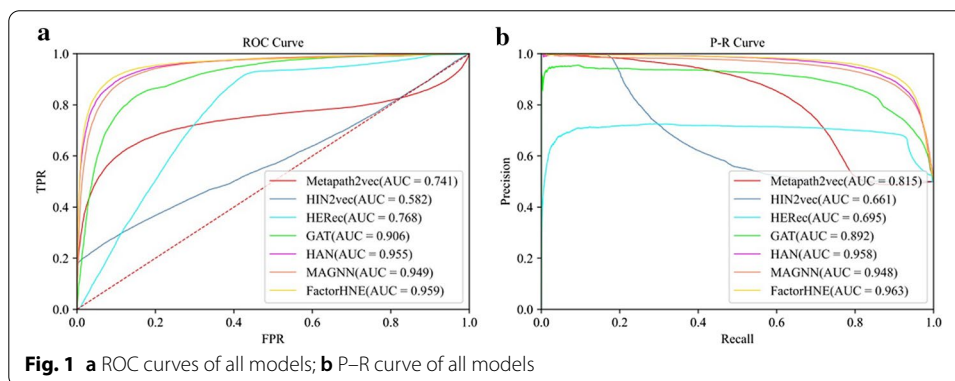 a
ROC Curve
1.0
0.8
0.6
0.4
0.2
0.0
TPR
0.0 0.2 0.4 0.6 0.8 1.0
FPR
Metapath2vec(AUC = 0.741)
HIN2vec(AUC = 0.582)
HERec(AUC = 0.768)
GAT(AUC = 0.906)
HAN(AUC = 0.955)
MAGNN(AUC = 0.949)
FactorHNE(AUC = 0.959)
b
P-R Curve
1.0
0.8
0.6
0.4
0.2
0.0
Precision
0.0 0.2 0.4 0.6 0.8 1.0
Recall
Metapath2vec(AUC = 0.815)
HIN2vec(AUC = 0.661)
HERec(AUC = 0.695)
GAT(AUC = 0.892)
HAN(AUC = 0.958)
MAGNN(AUC = 0.948)
FactorHNE(AUC = 0.963)
Fig. 1 a ROC curves of all models; b P–R curve of all models